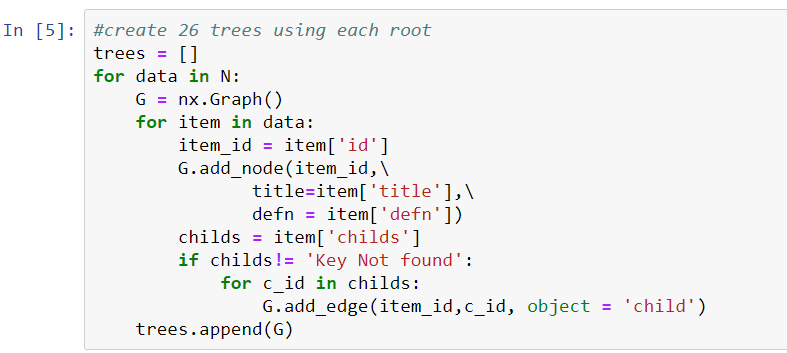 In [5]: #create 26 trees using each root
trees = []
for data in N:
    G = nx.Graph()
    for item in data:
        item_id = item['id']
        G.add_node(item_id,\
               title=item['title'],\
               defn = item['defn'])
        childs = item['childs']
        if childs!= 'Key Not found':
            for c_id in childs:
                G.add_edge(item_id,c_id, object = 'child')
    trees.append(G)